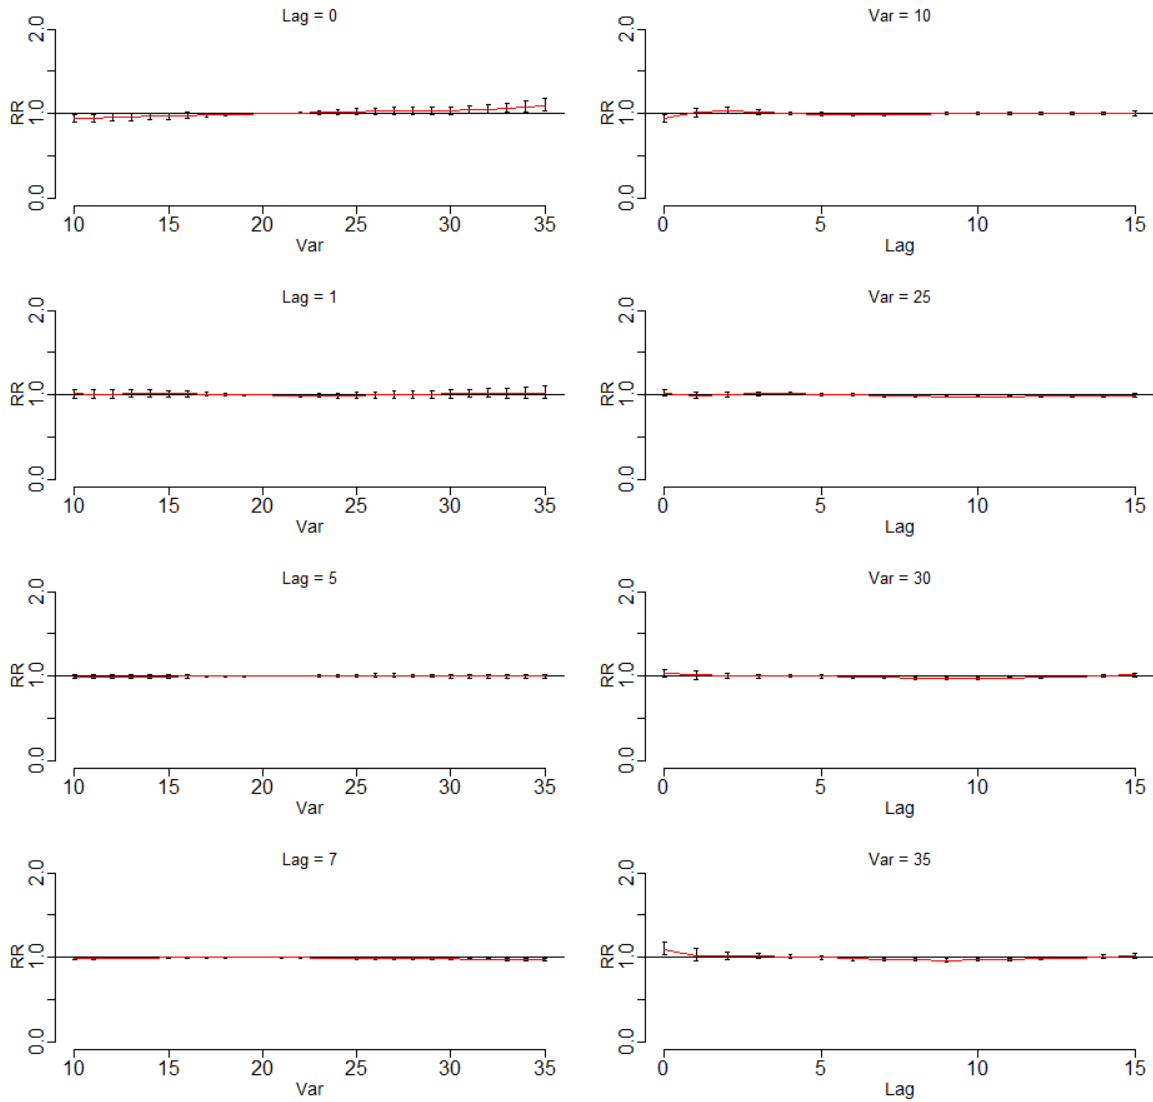 Lag = 0
RR
0.0 1.0 2.0
10 15 20 25 30 35
Var
Var = 10
RR
0.0 1.0 2.0
0 5 10 15
Lag
Lag = 1
RR
0.0 1.0 2.0
10 15 20 25 30 35
Var
Var = 25
RR
0.0 1.0 2.0
0 5 10 15
Lag
Lag = 5
RR
0.0 1.0 2.0
10 15 20 25 30 35
Var
Var = 30
RR
0.0 1.0 2.0
0 5 10 15
Lag
Lag = 7
RR
0.0 1.0 2.0
10 15 20 25 30 35
Var
Var = 35
RR
0.0 1.0 2.0
0 5 10 15
Lag